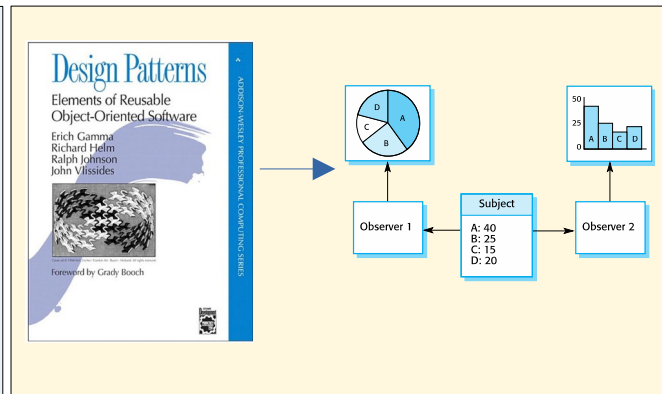 Design Patterns
Elements of Reusable
Object-Oriented Software
Erich Gamma
Richard Helm
Ralph Johnson
John Vlissides
Foreword by Grady Booch
ADDISON-WESLEY PROFESSIONAL COMPUTING SERIES
D
A
C
B
Observer 1
Subject
A: 40
B: 25
C: 15
D: 20
50
25
0
A B C D
Observer 2